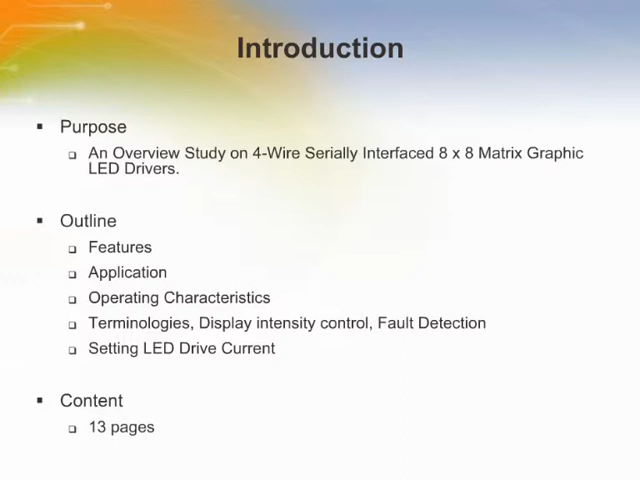 Introduction
Purpose
An Overview Study on 4-Wire Serially Interfaced 8 x 8 Matrix Graphic
LED Drivers.
Outline
Features
Application
Operating Characteristics
Terminologies, Display intensity control, Fault Detection
Setting LED Drive Current
Content
13 pages